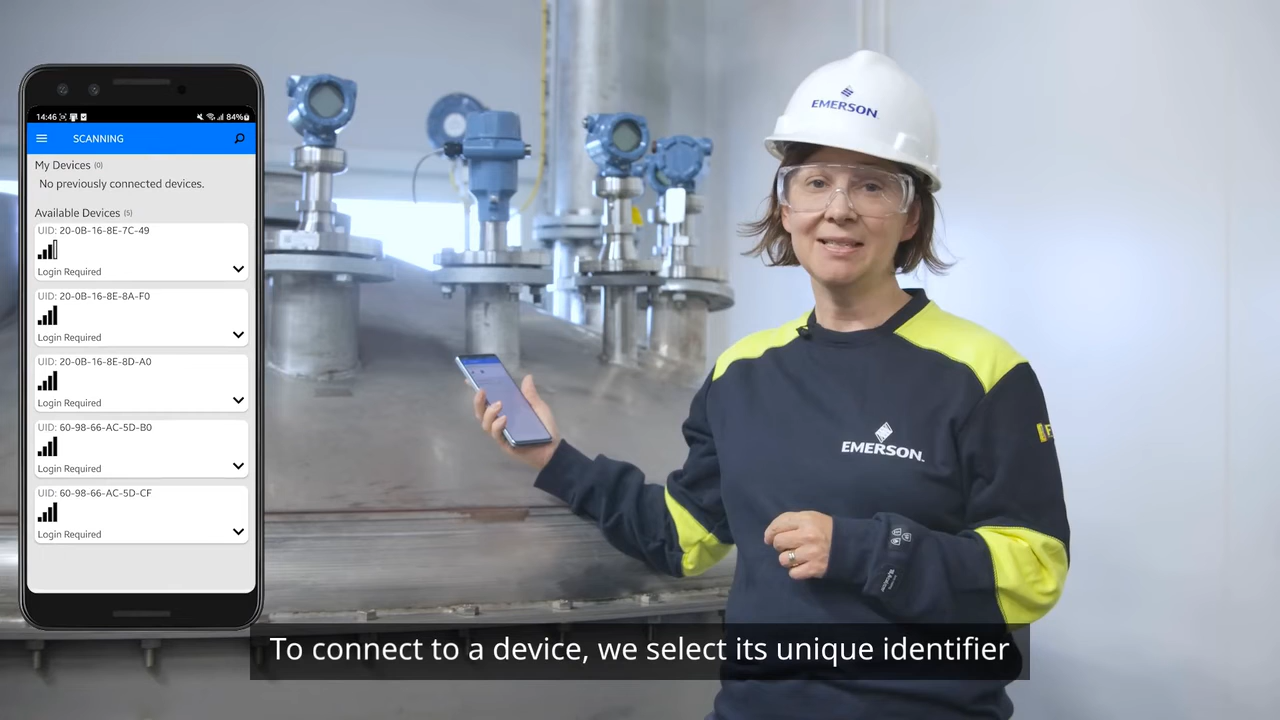 14:46
84%
SCANNING
My Devices (0)
No previously connected devices.
Available Devices (5)
UID: 20-0B-16-8E-7C-49
Login Required
UID: 20-0B-16-8E-8A-F0
Login Required
UID: 20-0B-16-8E-8D-A0
Login Required
UID: 60-98-66-AC-5D-B0
Login Required
UID: 60-98-66-AC-5D-CF
Login Required
EMERSON
EMERSON
To connect to a device, we select its unique identifier